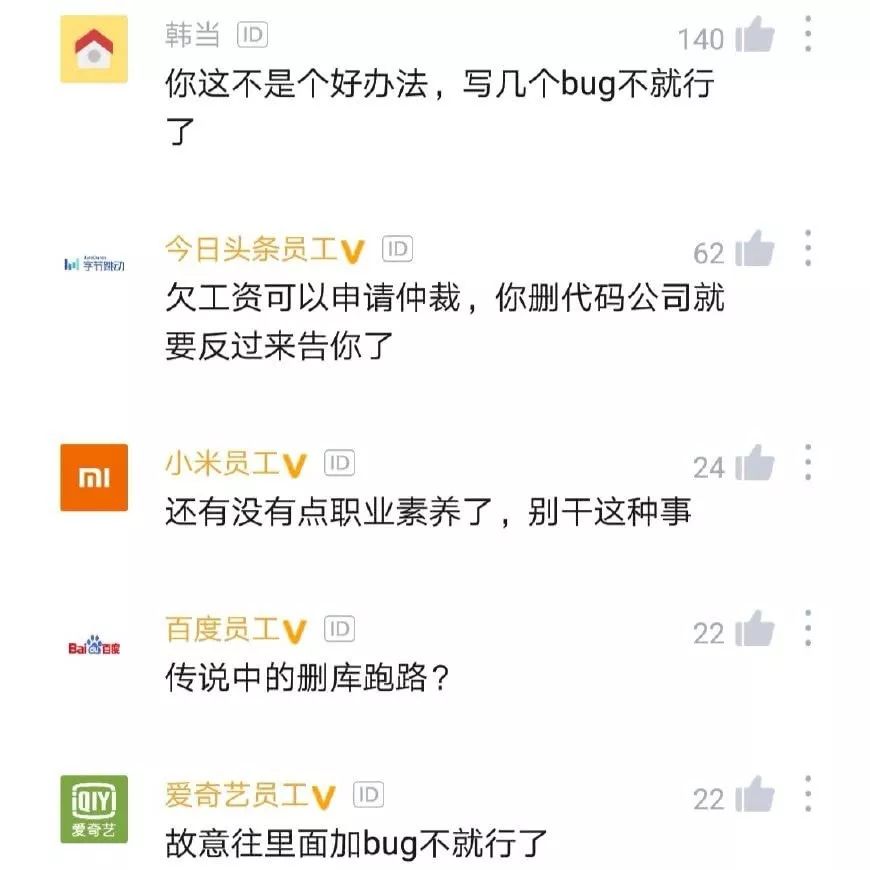 韩当 ID 140
你这不是个好办法，写几个bug不就行
了
今日头条员工 V ID 62
字节跳动
欠工资可以申请仲裁，你删代码公司就
要反过来告你了
小米员工 V ID 24
mi
还有没有点职业素养了，别干这种事
百度员工 V ID 22
Bai du 百度
传说中的删库跑路？
爱奇艺员工 V ID 22
iQIYI
爱奇艺
故意往里面加bug不就行了